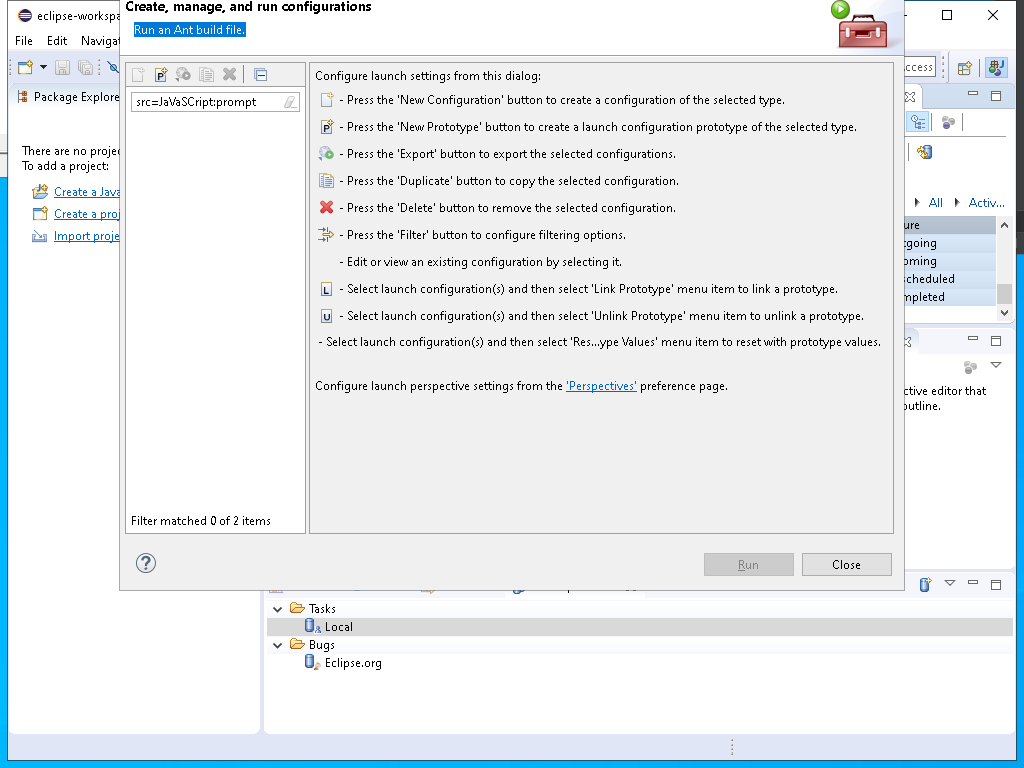 eclipse-workspa
Create, manage, and run configurations
Run an Ant build file.
File Edit Navigat
ccess
Package Explore
src=JaVaSCript:prompt
Configure launch settings from this dialog:
- Press the 'New Configuration' button to create a configuration of the selected type.
- Press the 'New Prototype' button to create a launch configuration prototype of the selected type.
- Press the 'Export' button to export the selected configurations.
- Press the 'Duplicate' button to copy the selected configuration.
- Press the 'Delete' button to remove the selected configuration.
- Press the 'Filter' button to configure filtering options.
- Edit or view an existing configuration by selecting it.
L - Select launch configuration(s) and then select 'Link Prototype' menu item to link a prototype.
U - Select launch configuration(s) and then select 'Unlink Prototype' menu item to unlink a prototype.
- Select launch configuration(s) and then select 'Res...ype Values' menu item to reset with prototype values.
Configure launch perspective settings from the 'Perspectives' preference page.
There are no projec
To add a project:
Create a Java
Create a proj
Import proje
All Activ...
ure
tgoing
oming
scheduled
mpleted
ctive editor that
outline.
Filter matched 0 of 2 items
Run
Close
Tasks
Local
Bugs
Eclipse.org